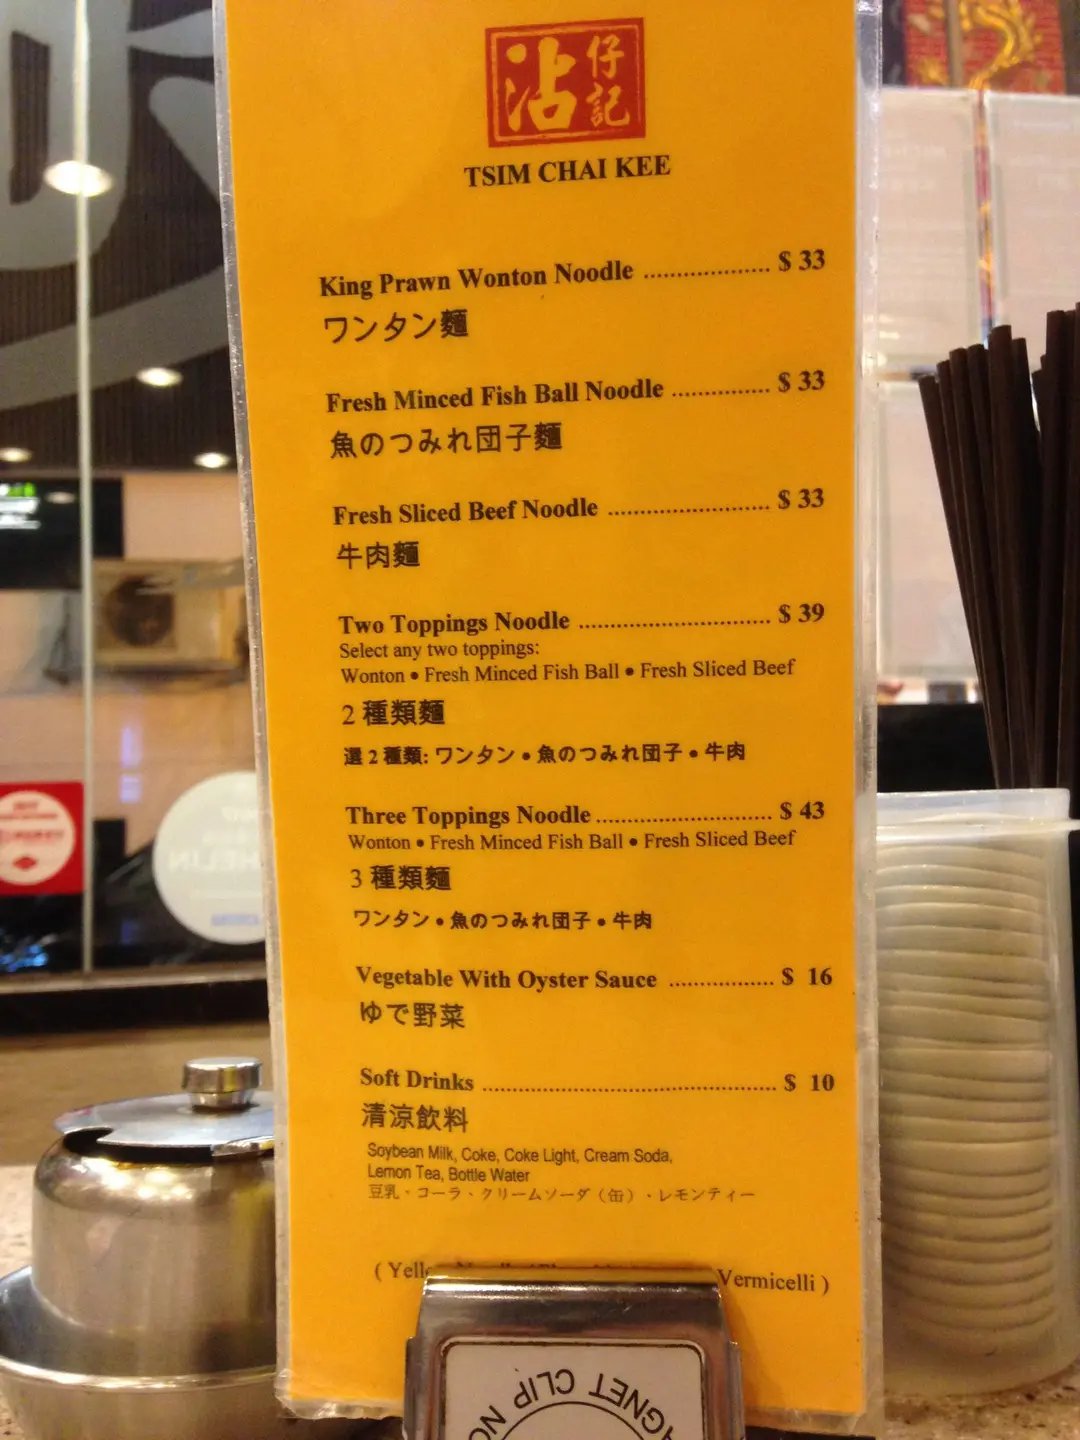 沾仔記
TSIM CHAI KEE
King Prawn Wonton Noodle ................... $ 33
ワンタン麵
Fresh Minced Fish Ball Noodle ............... $ 33
魚のつみれ団子麵
Fresh Sliced Beef Noodle ......................... $ 33
牛肉麵
Two Toppings Noodle .............................. $ 39
Select any two toppings:
Wonton ● Fresh Minced Fish Ball ● Fresh Sliced Beef
2 種類麵
選 2 種類: ワンタン ● 魚のつみれ団子 ● 牛肉
Three Toppings Noodle ................................ $ 43
Wonton ● Fresh Minced Fish Ball ● Fresh Sliced Beef
3 種類麵
ワンタン ● 魚のつみれ団子 ● 牛肉
Vegetable With Oyster Sauce ................. $ 16
ゆで野菜
Soft Drinks ............................................... $ 10
清涼飲料
Soybean Milk, Coke, Coke Light, Cream Soda,
Lemon Tea, Bottle Water
豆乳・コーラ・クリームソーダ（缶）・レモンティー
Vermicelli )
CLIP